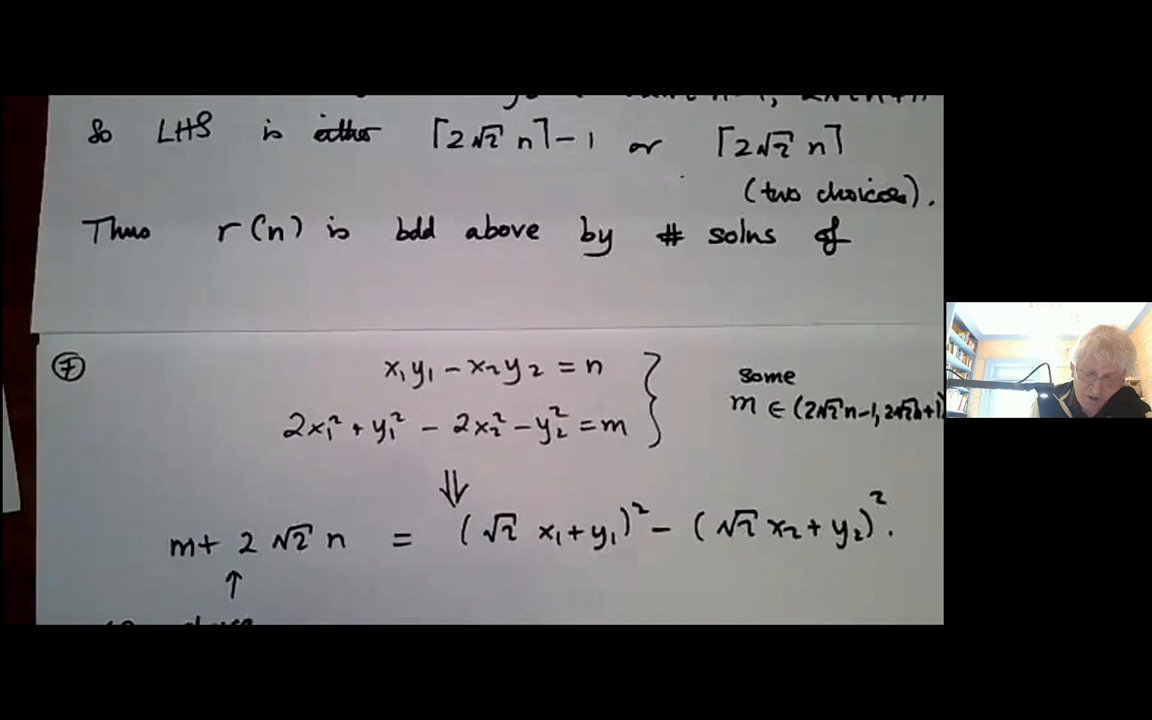 So LHS is either ⌈2√2 n⌉-1 or ⌈2√2 n⌉
(two choices).
Thus r(n) is bdd above by # solns of
⑦
x₁y₁ - x₂y₂ = n
some
2x₁² + y₁² - 2x₂² - y₂² = m
m ∈ (2√2n-1, 2√2n+1)
⇓
m + 2√2 n = (√2 x₁+y₁)² - (√2 x₂+y₂)².
↑